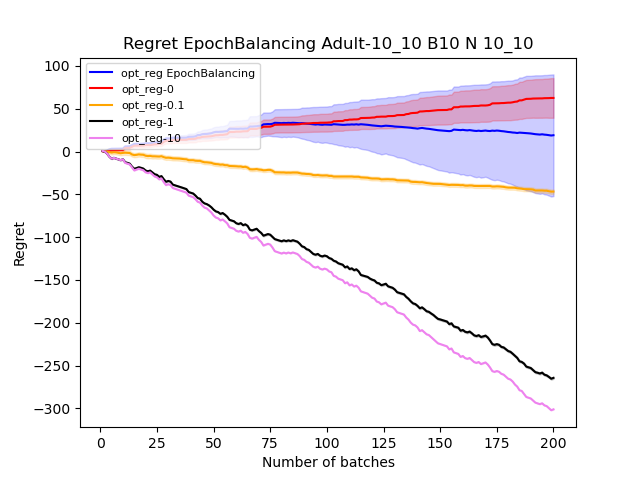 Regret EpochBalancing Adult-10_10 B10 N 10_10
100
50
0
−50
−100
−150
−200
−250
−300
Regret
opt_reg EpochBalancing
opt_reg-0
opt_reg-0.1
opt_reg-1
opt_reg-10
0 25 50 75 100 125 150 175 200
Number of batches